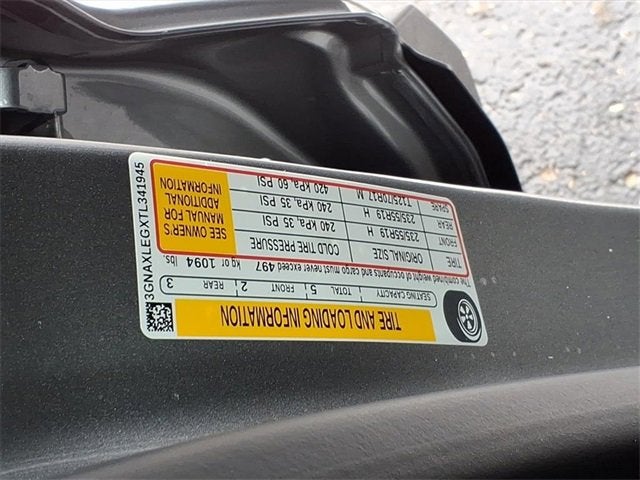 TIRE AND LOADING INFORMATION
SEATING CAPACITY TOTAL 5 FRONT 2 REAR 3
The combined weight of occupants and cargo must never exceed 497 kg or 1094 lbs.
TIRE ORIGINAL SIZE COLD TIRE PRESSURE
FRONT 235/55R19 H 240 kPa, 35 PSI
REAR 235/55R19 H 240 kPa, 35 PSI
SPARE T125/70R17 M 420 kPa, 60 PSI
SEE OWNER'S
MANUAL FOR
ADDITIONAL
INFORMATION
3GNAXLEGXTL341945